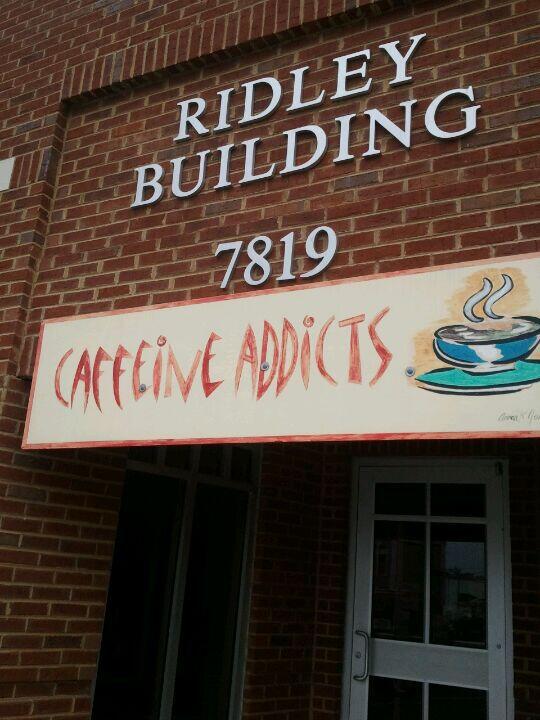 RIDLEY
BUILDING
7819
CAFFEINE ADDICTS